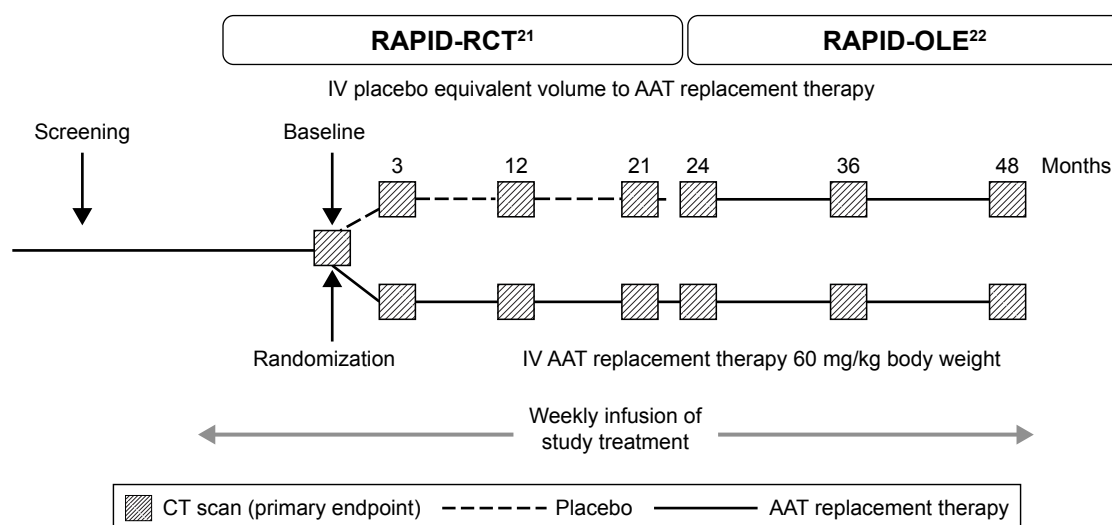 RAPID-RCT²¹ RAPID-OLE²²
IV placebo equivalent volume to AAT replacement therapy
Screening Baseline
3 12 21 24 36 48 Months
Randomization IV AAT replacement therapy 60 mg/kg body weight
Weekly infusion of
study treatment
CT scan (primary endpoint) Placebo AAT replacement therapy